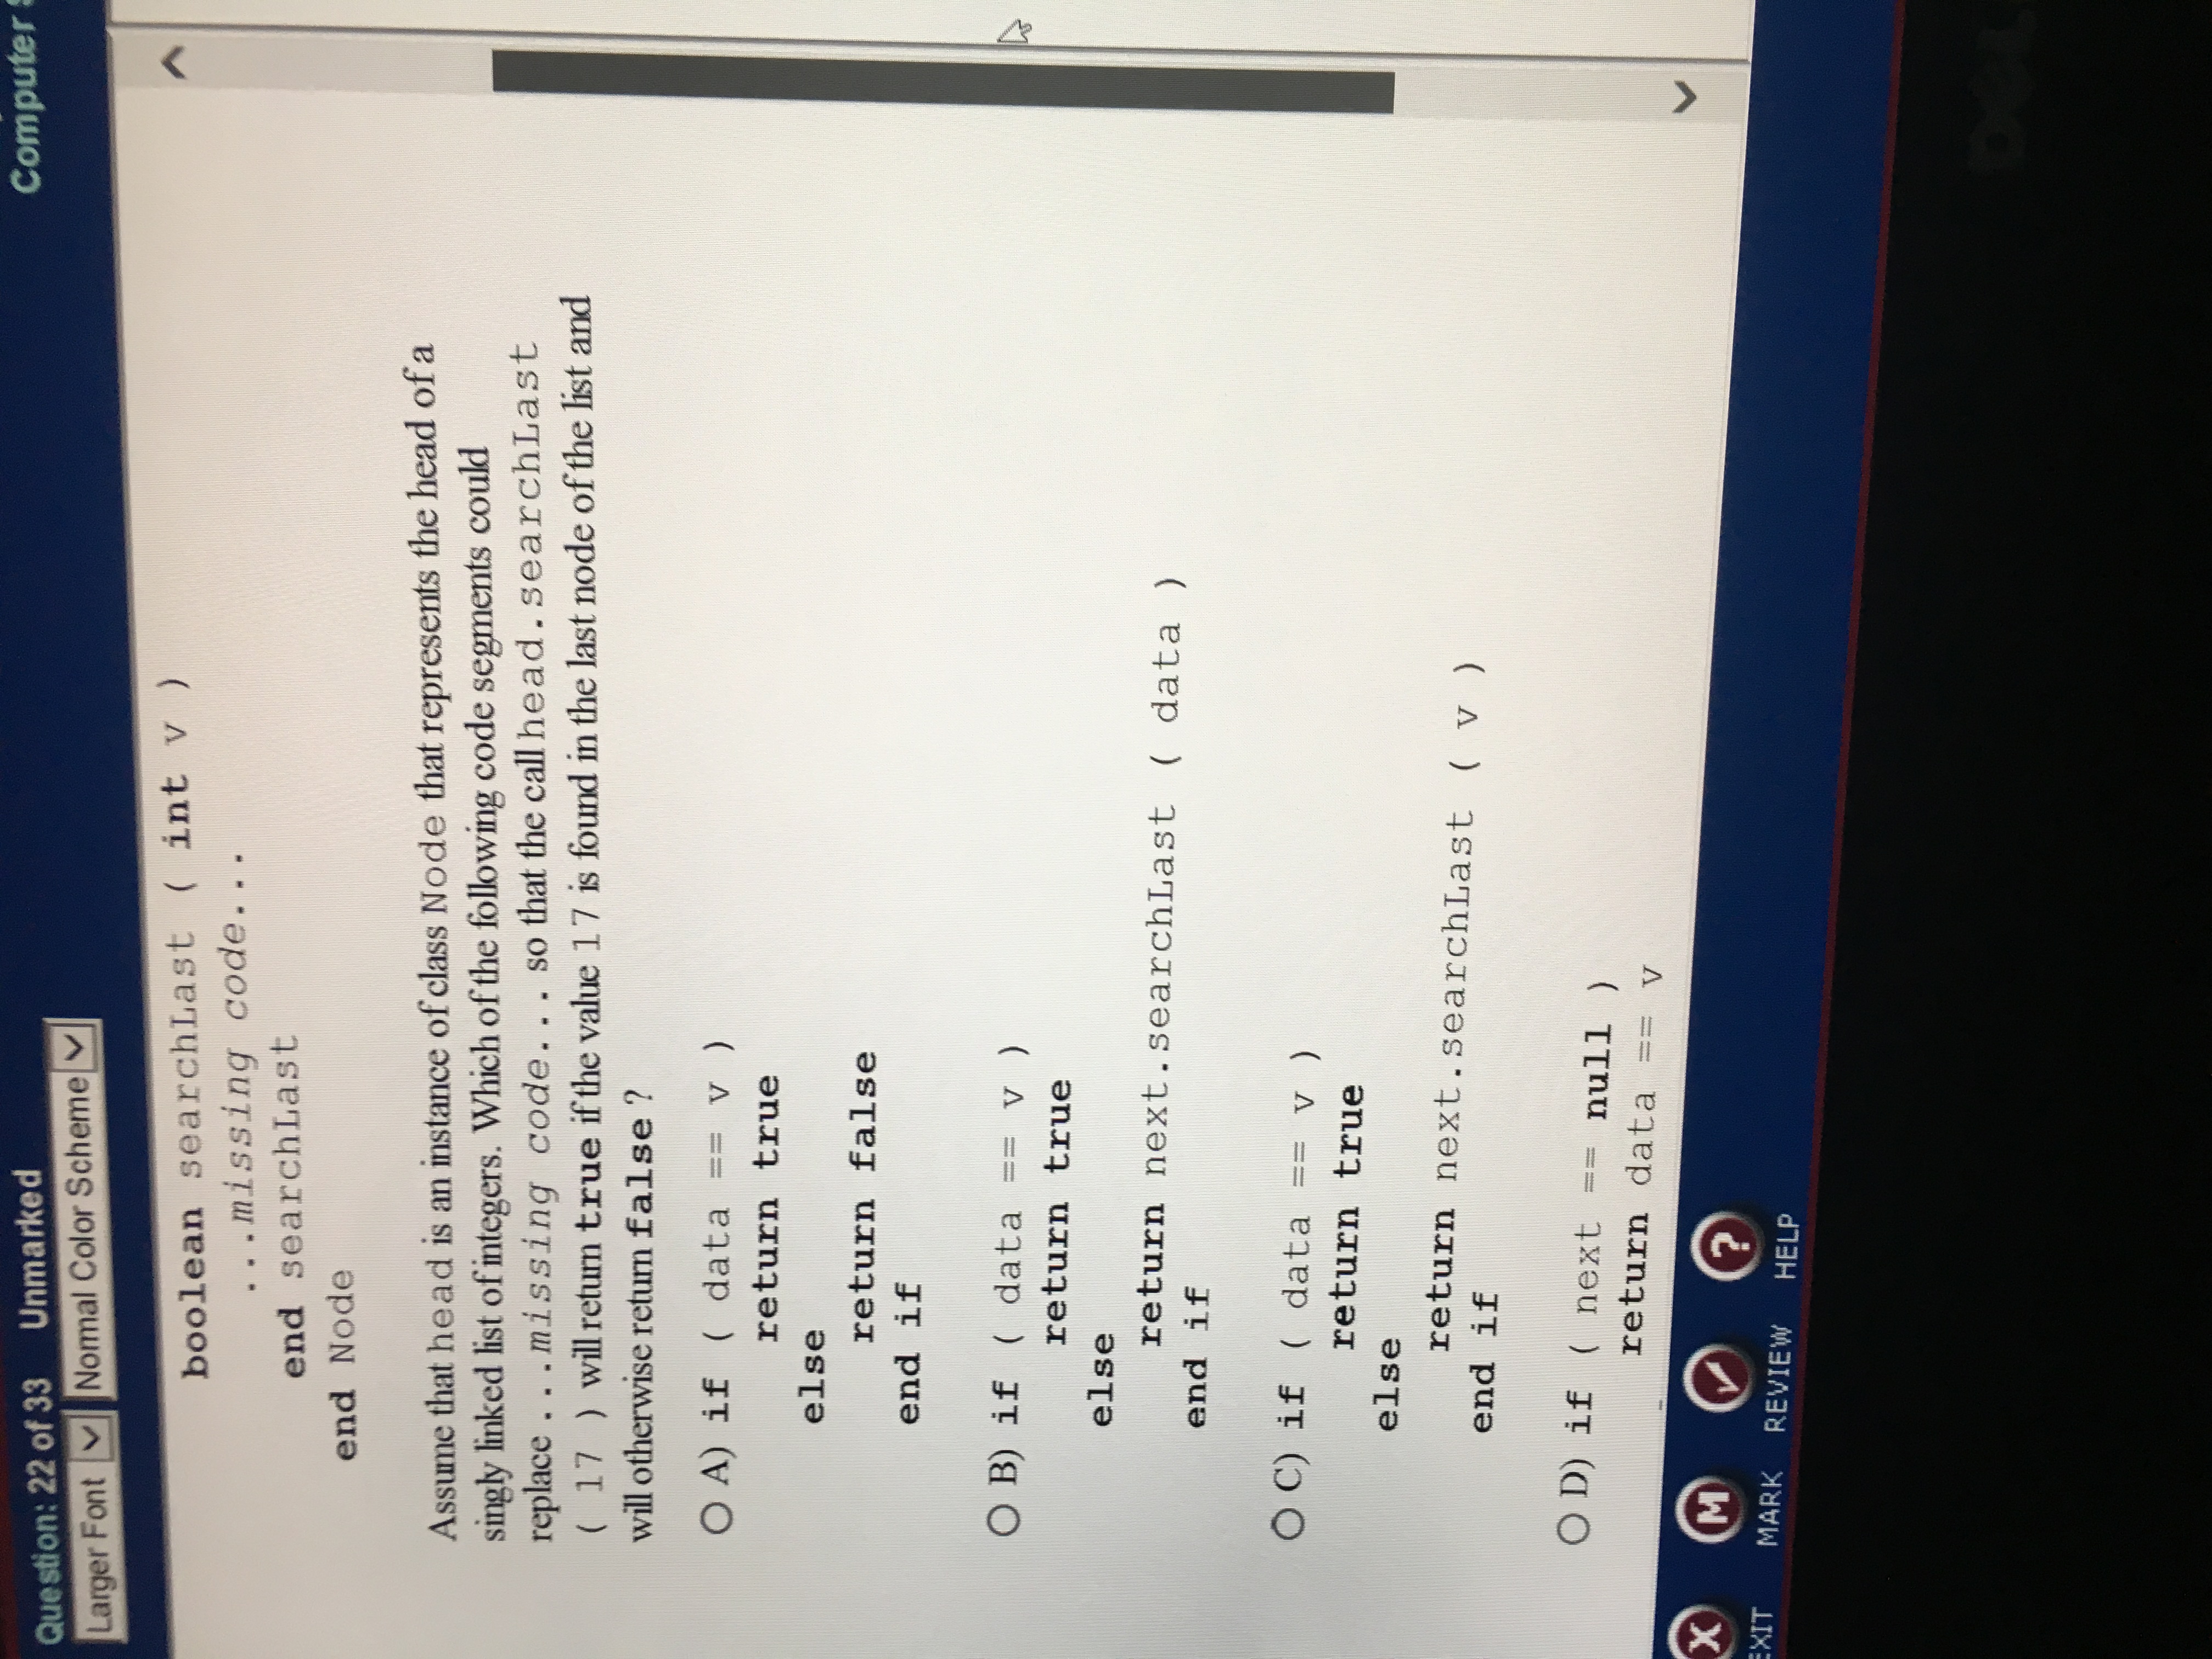 Question: 22 of 33 Unmarked
Computer
Larger Font Normal Color Scheme
boolean searchLast ( int v )
...missing code...
end searchLast
end Node
Assume that head is an instance of class Node that represents the head of a
singly linked list of integers. Which of the following code segments could
replace ...missing code... so that the call head.searchLast
( 17 ) will return true if the value 17 is found in the last node of the list and
will otherwise return false ?
A) if ( data == v )
return true
else
return false
end if
B) if ( data == v )
return true
else
return next.searchLast ( data )
end if
C) if ( data == v )
return true
else
return next.searchLast ( v )
end if
D) if ( next == null )
return data == v
X M ?
EXIT MARK REVIEW HELP
DELL